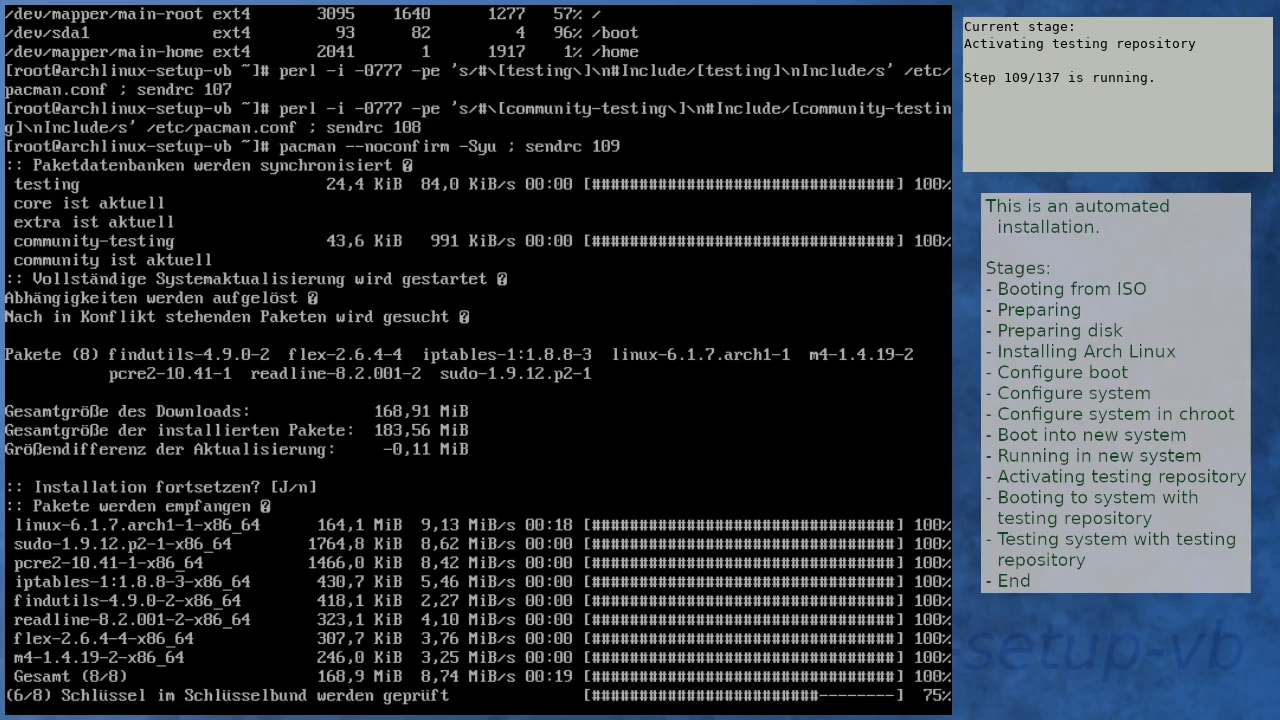 /dev/mapper/main-root ext4       3095    1640      1277   57% /
/dev/sda1             ext4         93      82         4   96% /boot
/dev/mapper/main-home ext4       2041       1      1917    1% /home
[root@archlinux-setup-vb ~]# perl -i -0777 -pe 's/#\[testing\]\n#Include/[testing]\nInclude/s' /etc/
pacman.conf ; sendrc 107
[root@archlinux-setup-vb ~]# perl -i -0777 -pe 's/#\[community-testing\]\n#Include/[community-testin
g]\nInclude/s' /etc/pacman.conf ; sendrc 108
[root@archlinux-setup-vb ~]# pacman --noconfirm -Syu ; sendrc 109
:: Paketdatenbanken werden synchronisiert �
 testing                          24,4 KiB  84,0 KiB/s 00:00 [################################] 100%
 core ist aktuell
 extra ist aktuell
 community-testing                43,6 KiB   991 KiB/s 00:00 [################################] 100%
 community ist aktuell
:: Vollständige Systemaktualisierung wird gestartet �
Abhängigkeiten werden aufgelöst �
Nach in Konflikt stehenden Paketen wird gesucht �
Pakete (8) findutils-4.9.0-2  flex-2.6.4-4  iptables-1:1.8.8-3  linux-6.1.7.arch1-1  m4-1.4.19-2
           pcre2-10.41-1  readline-8.2.001-2  sudo-1.9.12.p2-1
Gesamtgröße des Downloads:             168,91 MiB
Gesamtgröße der installierten Pakete:  183,56 MiB
Größendifferenz der Aktualisierung:     -0,11 MiB
:: Installation fortsetzen? [J/n]
:: Pakete werden empfangen �
 linux-6.1.7.arch1-1-x86_64      164,1 MiB  9,13 MiB/s 00:18 [################################] 100%
 sudo-1.9.12.p2-1-x86_64        1764,8 KiB  8,62 MiB/s 00:00 [################################] 100%
 pcre2-10.41-1-x86_64           1466,0 KiB  8,42 MiB/s 00:00 [################################] 100%
 iptables-1:1.8.8-3-x86_64       430,7 KiB  5,46 MiB/s 00:00 [################################] 100%
 findutils-4.9.0-2-x86_64        418,1 KiB  2,27 MiB/s 00:00 [################################] 100%
 readline-8.2.001-2-x86_64       323,1 KiB  4,10 MiB/s 00:00 [################################] 100%
 flex-2.6.4-4-x86_64             307,7 KiB  3,76 MiB/s 00:00 [################################] 100%
 m4-1.4.19-2-x86_64              246,0 KiB  3,25 MiB/s 00:00 [################################] 100%
 Gesamt (8/8)                    168,9 MiB  8,74 MiB/s 00:19 [################################] 100%
(6/8) Schlüssel im Schlüsselbund werden geprüft              [########################--------]  75%
Current stage:
Activating testing repository
Step 109/137 is running.
This is an automated
installation.
Stages:
- Booting from ISO
- Preparing
- Preparing disk
- Installing Arch Linux
- Configure boot
- Configure system
- Configure system in chroot
- Boot into new system
- Running in new system
- Activating testing repository
- Booting to system with
testing repository
- Testing system with testing
repository
- End
setup-vb